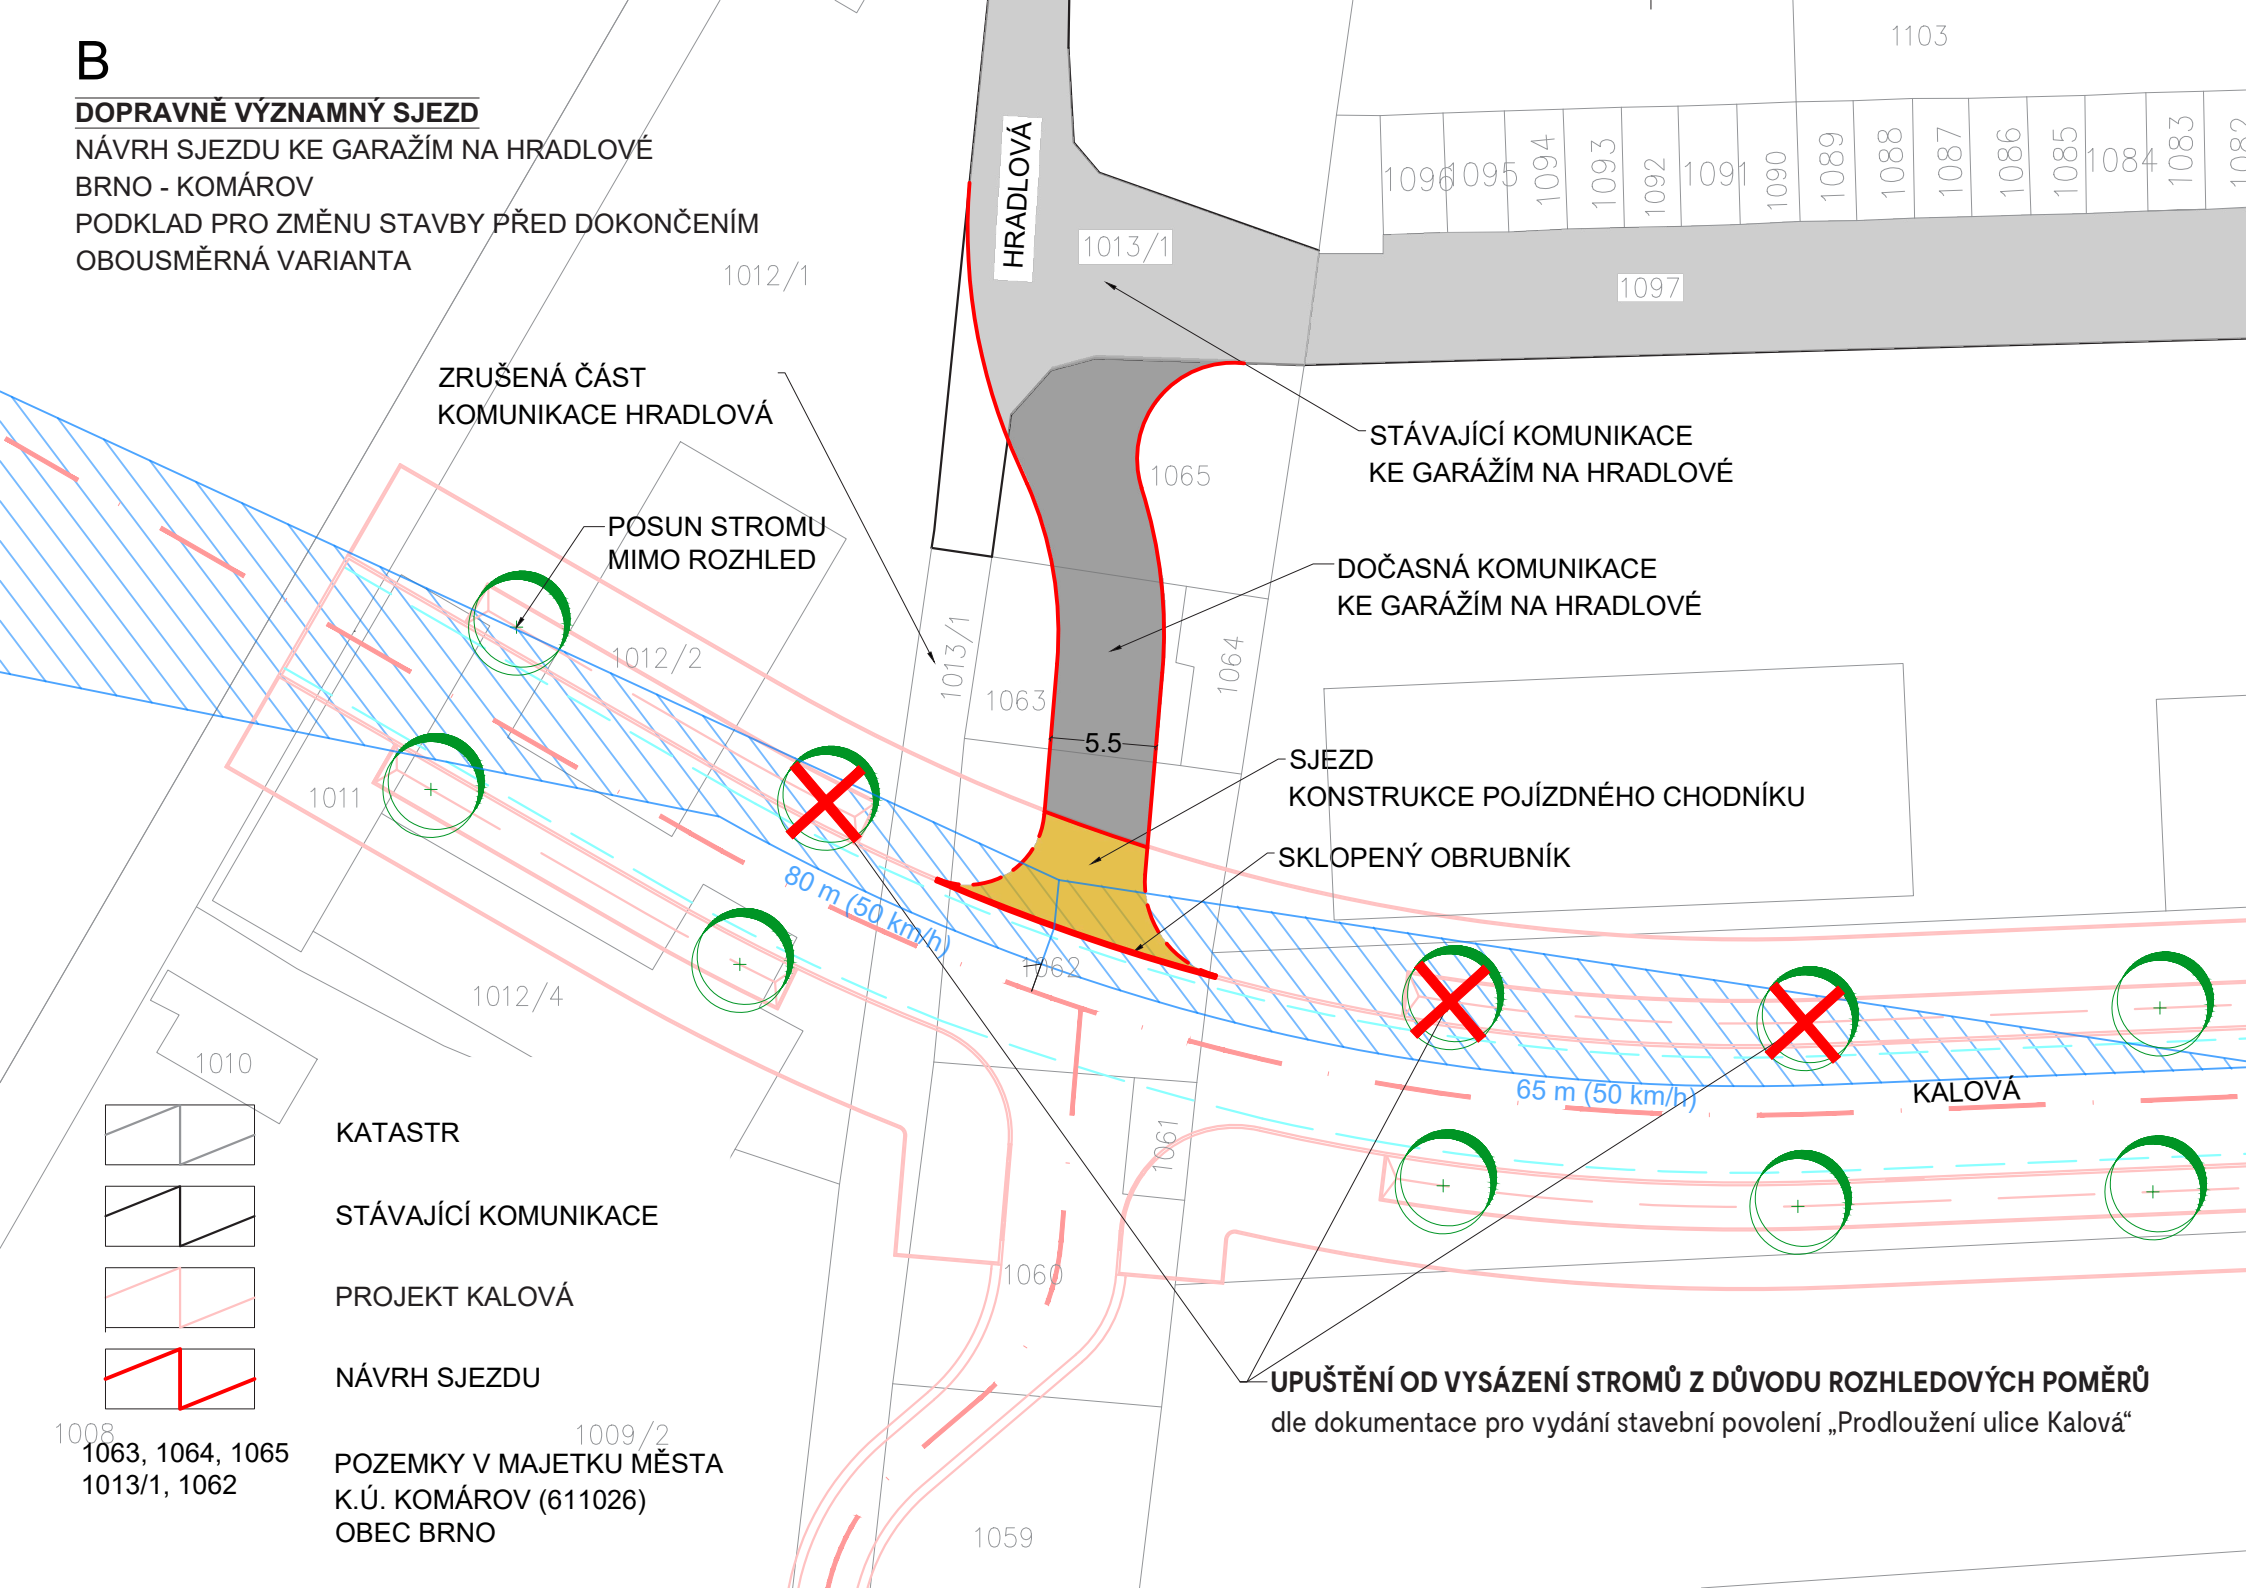 B
DOPRAVNĚ VÝZNAMNÝ SJEZD
NÁVRH SJEZDU KE GARAŽÍM NA HRADLOVÉ
BRNO - KOMÁROV
PODKLAD PRO ZMĚNU STAVBY PŘED DOKONČENÍM
OBOUSMĚRNÁ VARIANTA
1103
HRADLOVÁ
1013/1
1096
1095
1094
1093
1092
1091
1090
1089
1088
1087
1086
1085
1084
1083
1082
1097
1012/1
ZRUŠENÁ ČÁST
KOMUNIKACE HRADLOVÁ
STÁVAJÍCÍ KOMUNIKACE
KE GARÁŽÍM NA HRADLOVÉ
1065
POSUN STROMU
MIMO ROZHLED
DOČASNÁ KOMUNIKACE
KE GARÁŽÍM NA HRADLOVÉ
1012/2
1013/1
1063
1064
5.5
SJEZD
KONSTRUKCE POJÍZDNÉHO CHODNÍKU
1011
SKLOPENÝ OBRUBNÍK
80 m (50 km/h)
1062
1012/4
1010
65 m (50 km/h)
KALOVÁ
1061
1060
KATASTR
STÁVAJÍCÍ KOMUNIKACE
PROJEKT KALOVÁ
NÁVRH SJEZDU
UPUŠTĚNÍ OD VYSÁZENÍ STROMŮ Z DŮVODU ROZHLEDOVÝCH POMĚRŮ
dle dokumentace pro vydání stavební povolení „Prodloužení ulice Kalová“
1008
1009/2
1063, 1064, 1065
1013/1, 1062
POZEMKY V MAJETKU MĚSTA
K.Ú. KOMÁROV (611026)
OBEC BRNO
1059